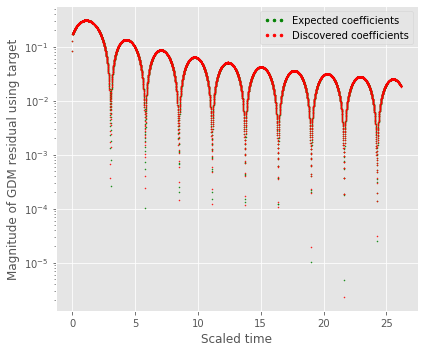 Magnitude of GDM residual using target
Expected coefficients
Discovered coefficients
10⁻¹
10⁻²
10⁻³
10⁻⁴
10⁻⁵
0 5 10 15 20 25
Scaled time